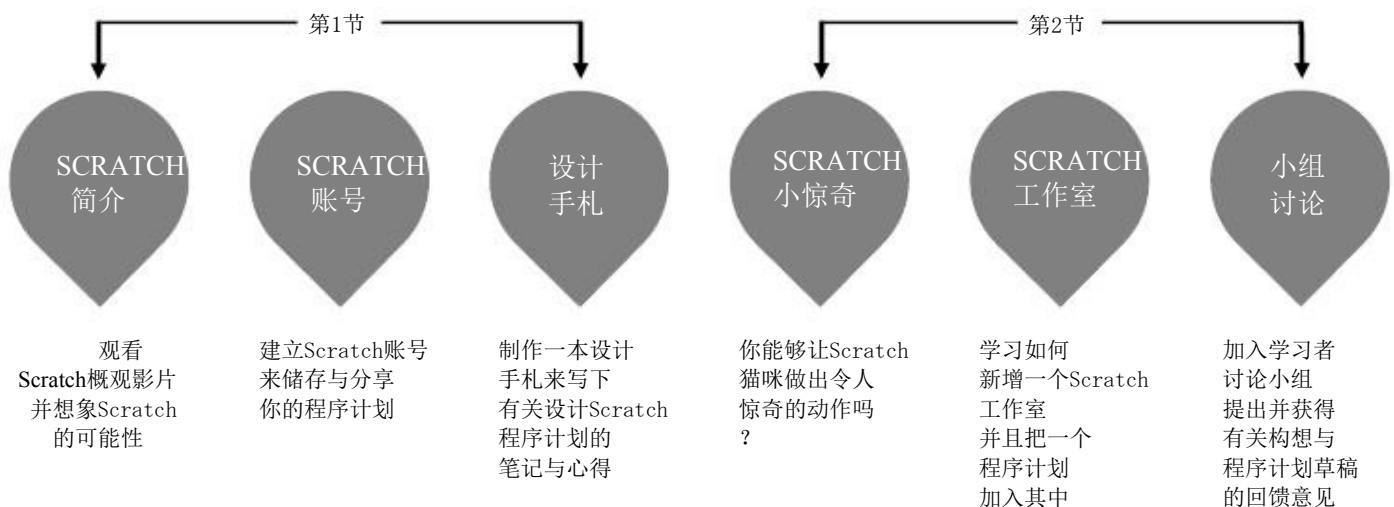 第1节
SCRATCH
简介
SCRATCH
账号
设计
手札
观看
Scratch概观影片
并想象Scratch
的可能性
建立Scratch账号
来储存与分享
你的程序计划
制作一本设计
手札来写下
有关设计Scratch
程序计划的
笔记与心得
第2节
SCRATCH
小惊奇
SCRATCH
工作室
小组
讨论
你能够让Scratch
猫咪做出令人
惊奇的动作吗
?
学习如何
新增一个Scratch
工作室
并且把一个
程序计划
加入其中
加入学习者
讨论小组
提出并获得
有关构想与
程序计划草稿
的回馈意见